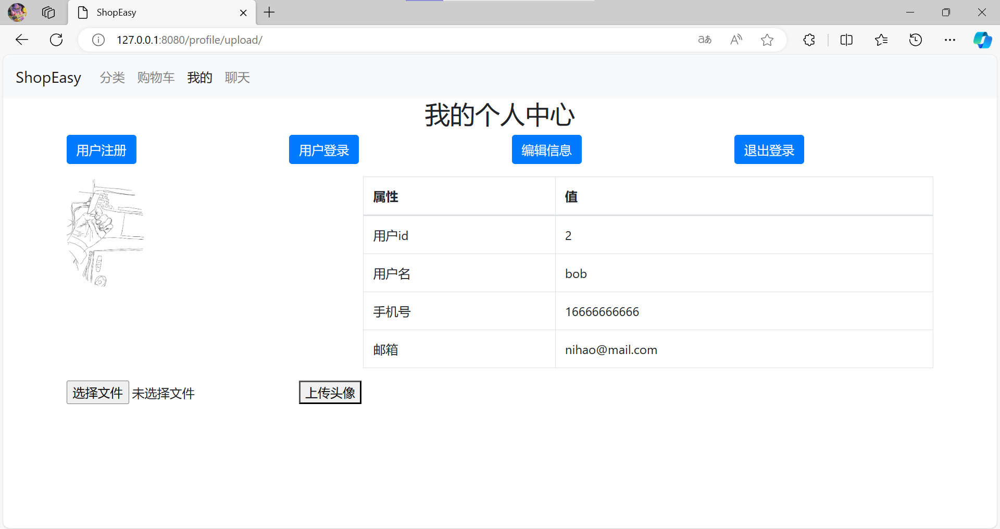 ShopEasy
127.0.0.1:8080/profile/upload/
ShopEasy 分类 购物车 我的 聊天
我的个人中心
用户注册 用户登录 编辑信息 退出登录
属性 值
用户id 2
用户名 bob
手机号 16666666666
邮箱 nihao@mail.com
选择文件 未选择文件 上传头像